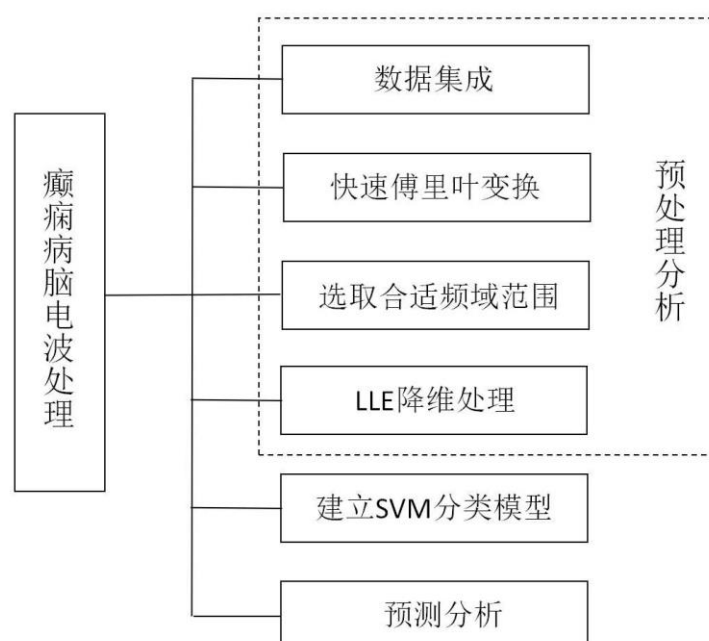 癫痫病脑电波处理
数据集成
快速傅里叶变换
选取合适频域范围
LLE降维处理
预处理分析
建立SVM分类模型
预测分析